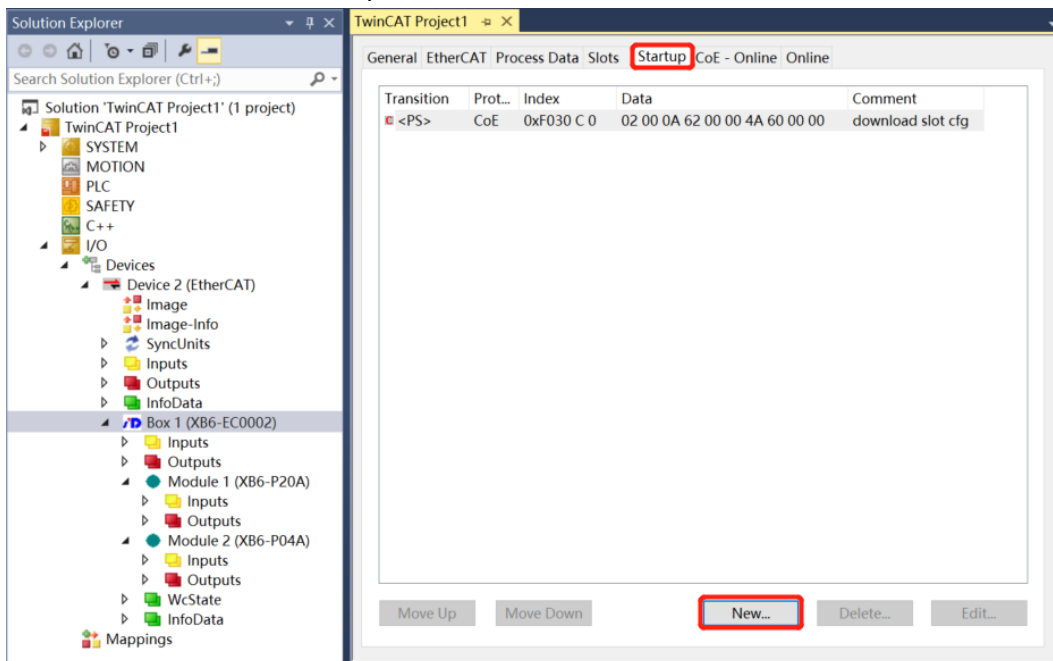 Solution Explorer
Search Solution Explorer (Ctrl+;)
Solution 'TwinCAT Project1' (1 project)
TwinCAT Project1
SYSTEM
MOTION
PLC
SAFETY
C++
I/O
Devices
Device 2 (EtherCAT)
Image
Image-Info
SyncUnits
Inputs
Outputs
InfoData
Box 1 (XB6-EC0002)
Inputs
Outputs
Module 1 (XB6-P20A)
Inputs
Outputs
Module 2 (XB6-P04A)
Inputs
Outputs
WcState
InfoData
Mappings
TwinCAT Project1
General EtherCAT Process Data Slots Startup CoE - Online Online
Transition Prot... Index Data Comment
<PS> CoE 0xF030 C 0 02 00 0A 62 00 00 4A 60 00 00 download slot cfg
Move Up Move Down New... Delete... Edit...